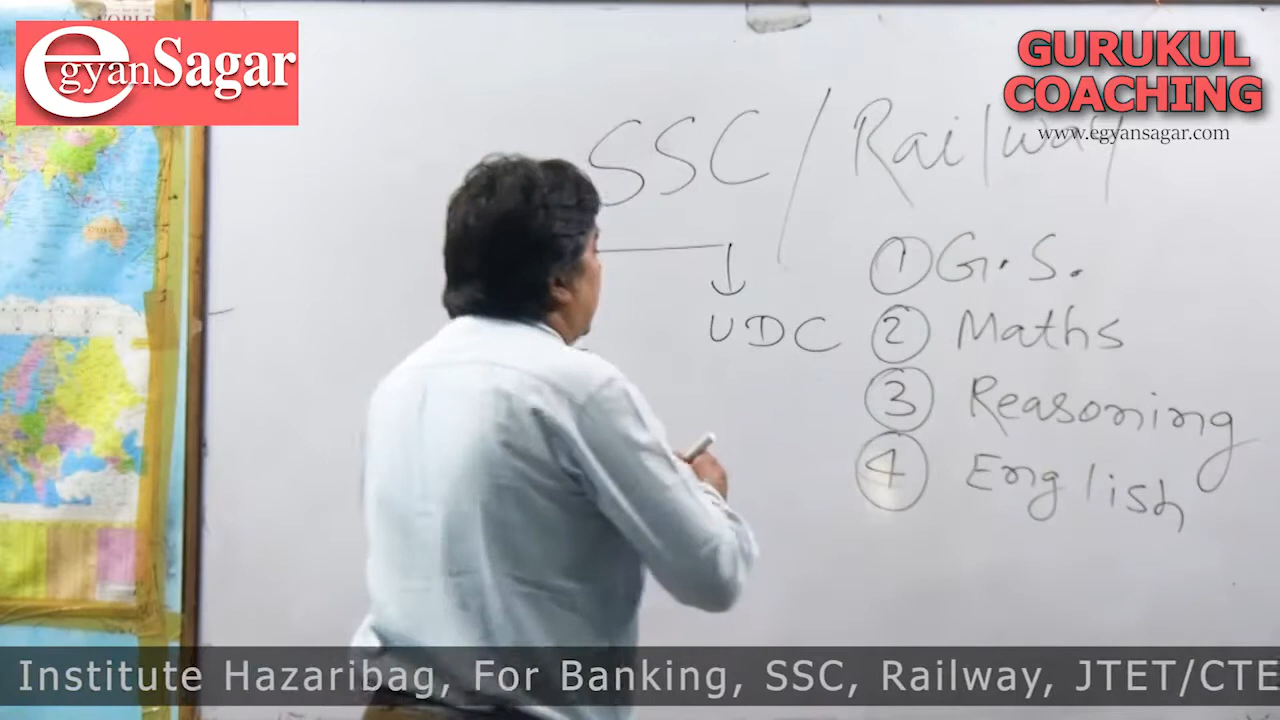 WORLD
egyanSagar
GURUKUL
COACHING
www.egyansagar.com
SSC / Railway
UDC
① G.S.
② Maths
③ Reasoning
④ English
Institute Hazaribag, For Banking, SSC, Railway, JTET/CTE